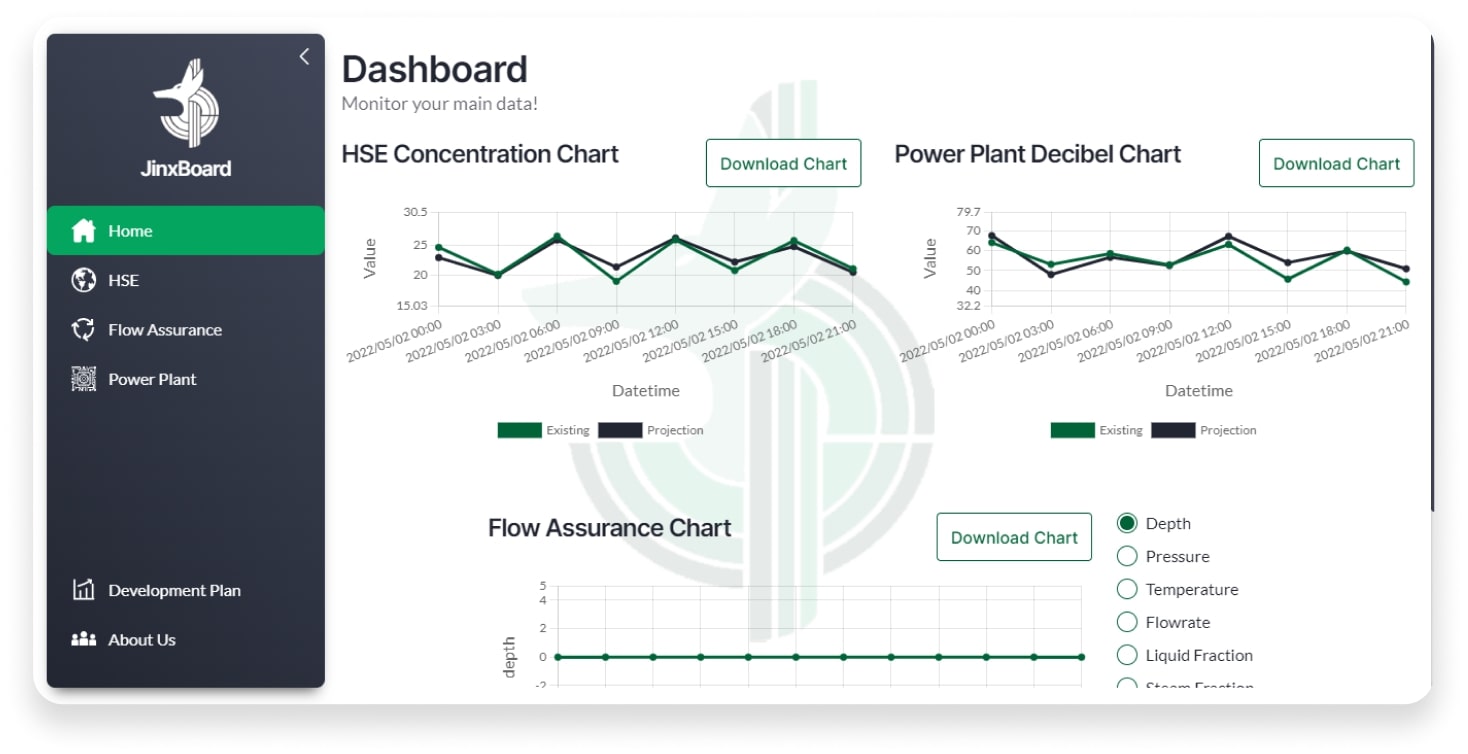 JinxBoard
Home
HSE
Flow Assurance
Power Plant
Development Plan
About Us
Dashboard
Monitor your main data!
HSE Concentration Chart
Download Chart
30.5
25
20
15.03
Value
2022/05/02 00:00
2022/05/02 03:00
2022/05/02 06:00
2022/05/02 09:00
2022/05/02 12:00
2022/05/02 15:00
2022/05/02 18:00
2022/05/02 21:00
Datetime
Existing
Projection
Power Plant Decibel Chart
Download Chart
79.7
70
60
50
40
32.2
Value
2022/05/02 00:00
2022/05/02 03:00
2022/05/02 06:00
2022/05/02 09:00
2022/05/02 12:00
2022/05/02 15:00
2022/05/02 18:00
2022/05/02 21:00
Datetime
Existing
Projection
Flow Assurance Chart
Download Chart
5
4
2
0
-2
depth
Depth
Pressure
Temperature
Flowrate
Liquid Fraction
Steam Fraction